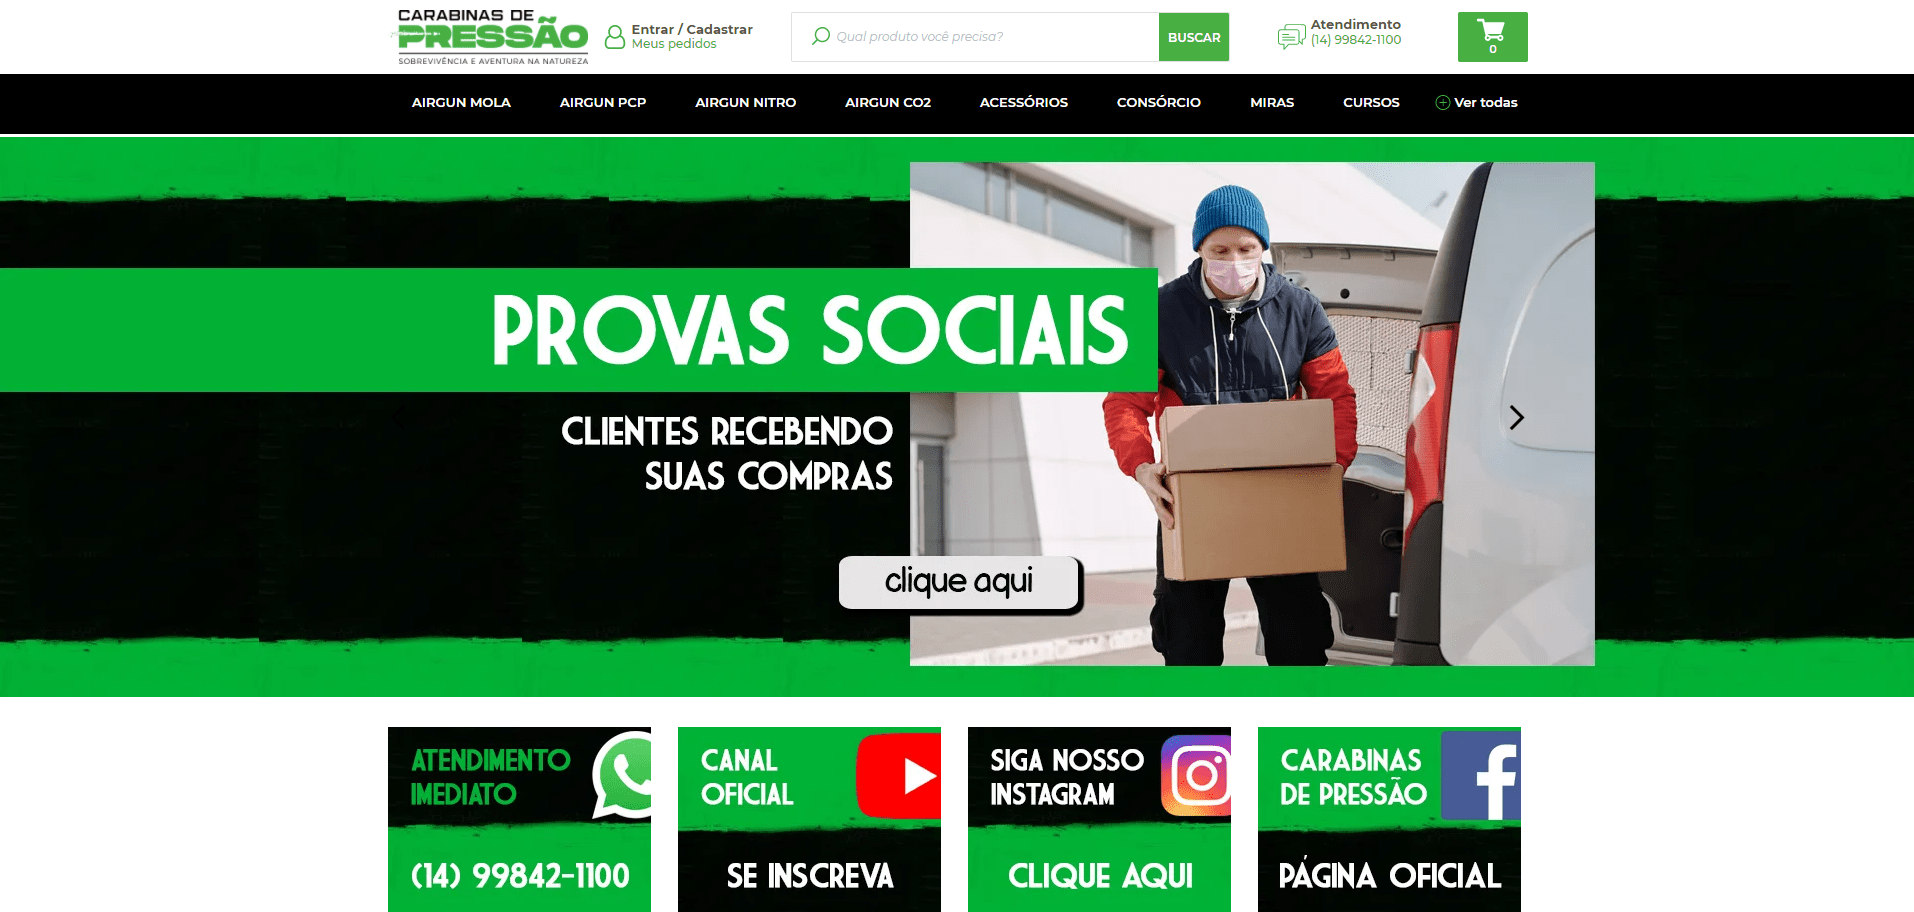 CARABINAS DE
PRESSÃO
SOBREVIVÊNCIA E AVENTURA NA NATUREZA
Entrar / Cadastrar
Meus pedidos
Qual produto você precisa?
BUSCAR
Atendimento
(14) 99842-1100
0
AIRGUN MOLA
AIRGUN PCP
AIRGUN NITRO
AIRGUN CO2
ACESSÓRIOS
CONSÓRCIO
MIRAS
CURSOS
Ver todas
PROVAS SOCIAIS
CLIENTES RECEBENDO
SUAS COMPRAS
clique aqui
ATENDIMENTO
IMEDIATO
(14) 99842-1100
CANAL
OFICIAL
SE INSCREVA
SIGA NOSSO
INSTAGRAM
CLIQUE AQUI
CARABINAS
DE PRESSÃO
PÁGINA OFICIAL